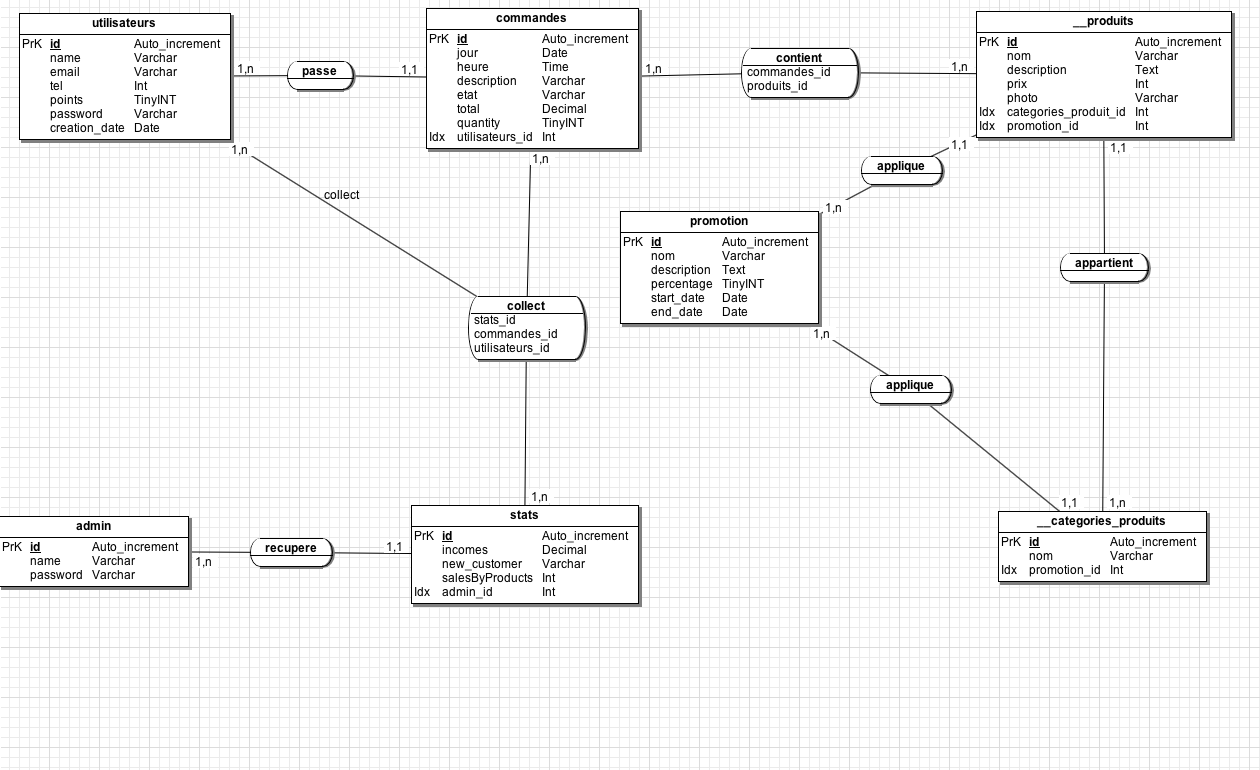 utilisateurs
PrK id Auto_increment
name Varchar
email Varchar
tel Int
points TinyINT
password Varchar
creation_date Date
1,n
passe
1,1
commandes
PrK id Auto_increment
jour Date
heure Time
description Varchar
etat Varchar
total Decimal
quantity TinyINT
Idx utilisateurs_id Int
1,n
contient
commandes_id
produits_id
1,n
__produits
PrK id Auto_increment
nom Varchar
description Text
prix Int
photo Varchar
Idx categories_produit_id Int
Idx promotion_id Int
1,n
collect
1,n
1,1
applique
1,n
1,1
promotion
PrK id Auto_increment
nom Varchar
description Text
percentage TinyINT
start_date Date
end_date Date
appartient
collect
stats_id
commandes_id
utilisateurs_id
1,n
applique
1,1
1,n
1,n
admin
PrK id Auto_increment
name Varchar
password Varchar
1,n
recupere
1,1
stats
PrK id Auto_increment
incomes Decimal
new_customer Varchar
salesByProducts Int
Idx admin_id Int
__categories_produits
PrK id Auto_increment
nom Varchar
Idx promotion_id Int